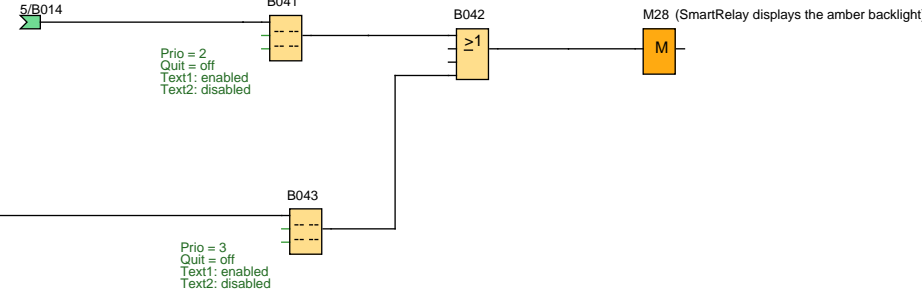 5/B014
B041
B042
M28 (SmartRelay displays the amber backlight)
≥1
M
Prio = 2
Quit = off
Text1: enabled
Text2: disabled
B043
Prio = 3
Quit = off
Text1: enabled
Text2: disabled